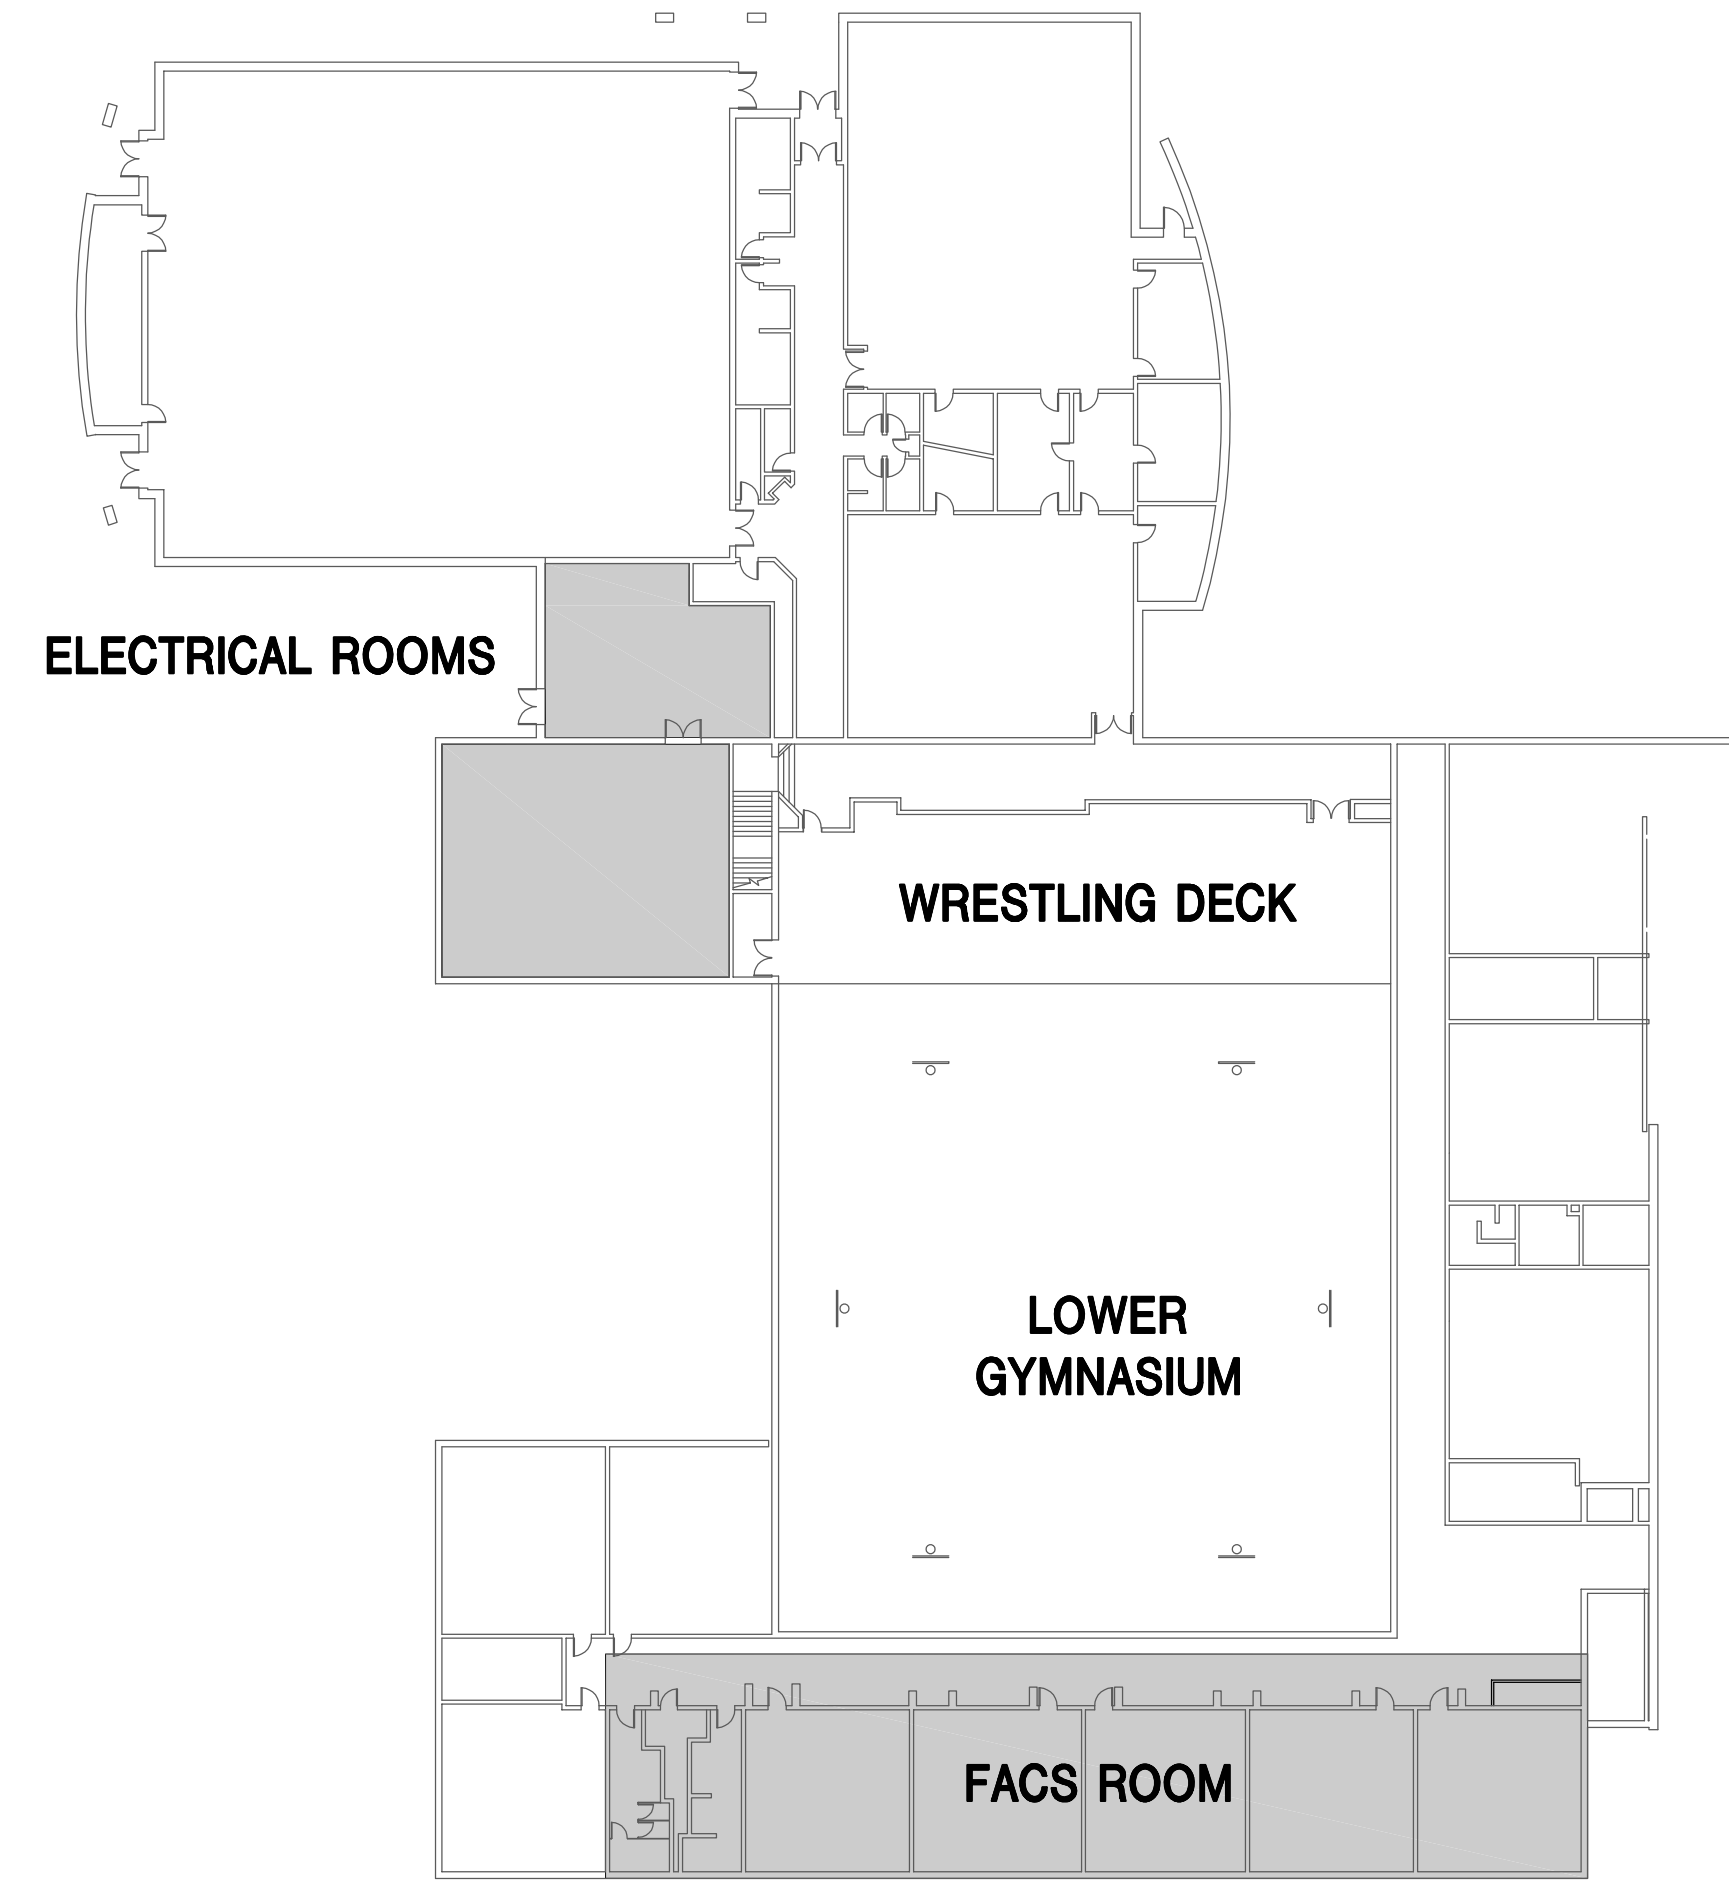 ELECTRICAL ROOMS
WRESTLING DECK
LOWER
GYMNASIUM
FACS ROOM